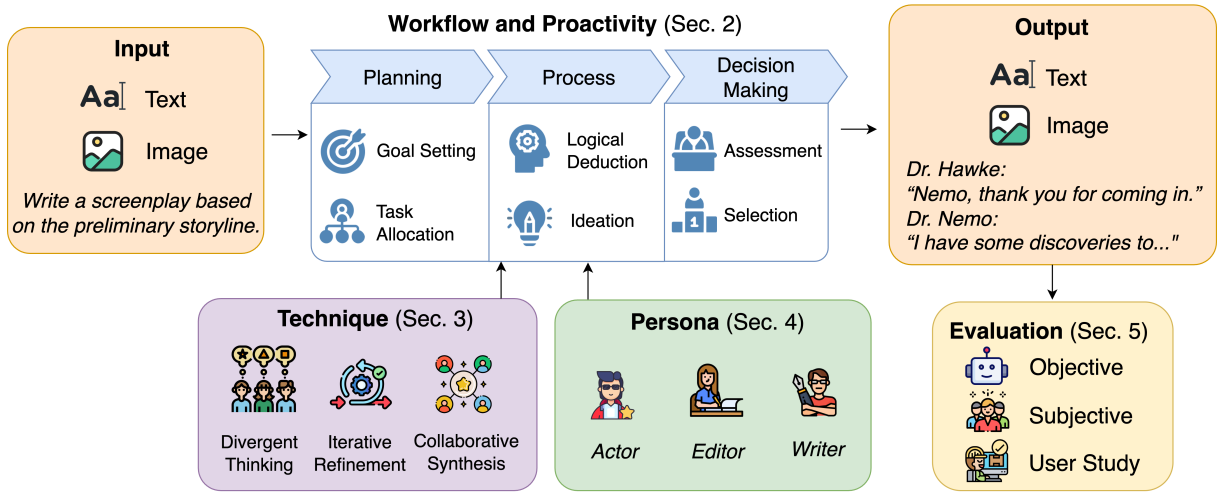 Input
Aa Text
Image
Write a screenplay based
on the preliminary storyline.
Workflow and Proactivity (Sec. 2)
Planning
Process
Decision
Making
Goal Setting
Task
Allocation
Logical
Deduction
Ideation
Assessment
1
Selection
Output
Aa Text
Image
Dr. Hawke:
“Nemo, thank you for coming in.”
Dr. Nemo:
“I have some discoveries to..."
Technique (Sec. 3)
Divergent
Thinking
Iterative
Refinement
Collaborative
Synthesis
Persona (Sec. 4)
Actor
Editor
Writer
Evaluation (Sec. 5)
Objective
Subjective
User Study